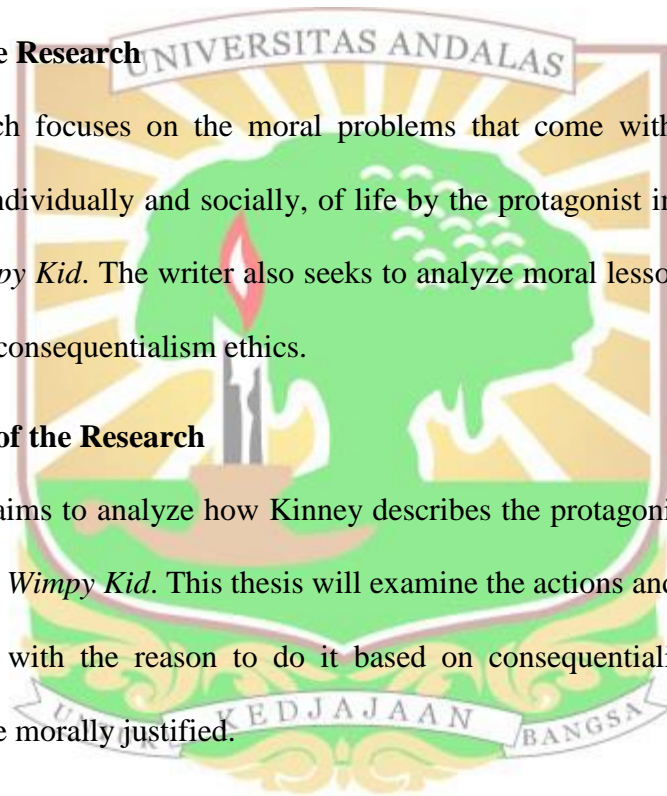 e Research
UNIVERSITAS ANDALAS
ch focuses on the moral problems that come with
ndividually and socially, of life by the protagonist in
py Kid. The writer also seeks to analyze moral lesso
consequentialism ethics.
of the Research
aims to analyze how Kinney describes the protagoni
Wimpy Kid. This thesis will examine the actions and
with the reason to do it based on consequentiali
e morally justified.
UNTUK KEDJAJAAN BANGSA